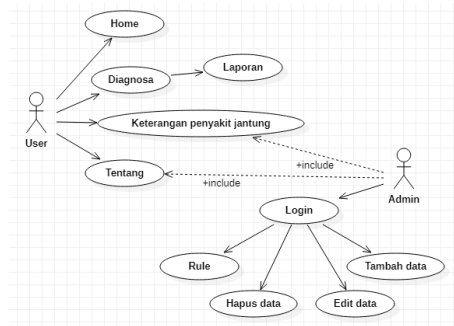 Home
Diagnosa
Laporan
Keterangan penyakit jantung
User
Tentang
+include
+include
Admin
Login
Rule
Tambah data
Hapus data
Edit data